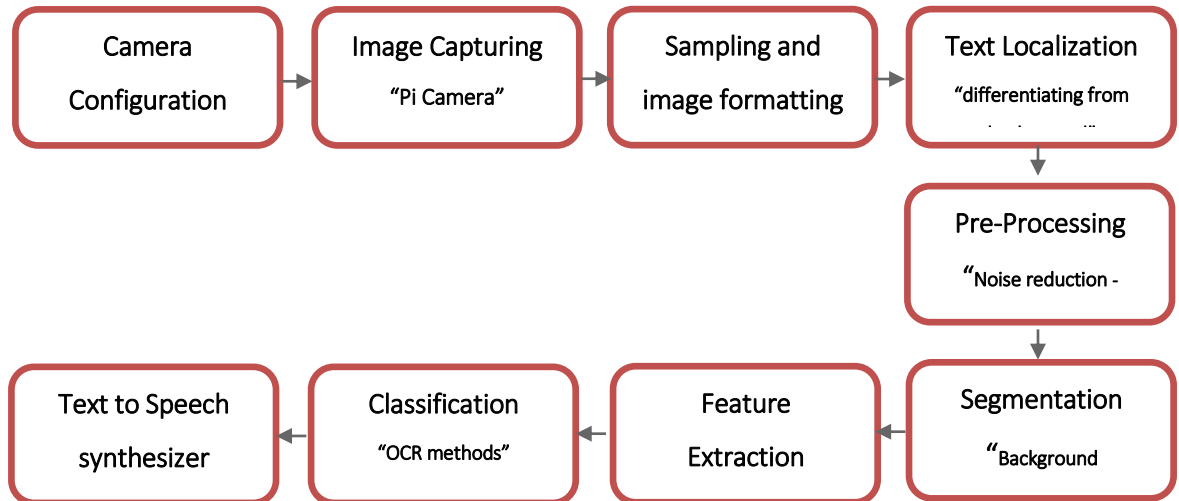 Camera
Configuration
Image Capturing
“Pi Camera”
Sampling and
image formatting
Text Localization
“differentiating from
Pre-Processing
“Noise reduction -
Segmentation
“Background
Feature
Extraction
Classification
“OCR methods”
Text to Speech
synthesizer